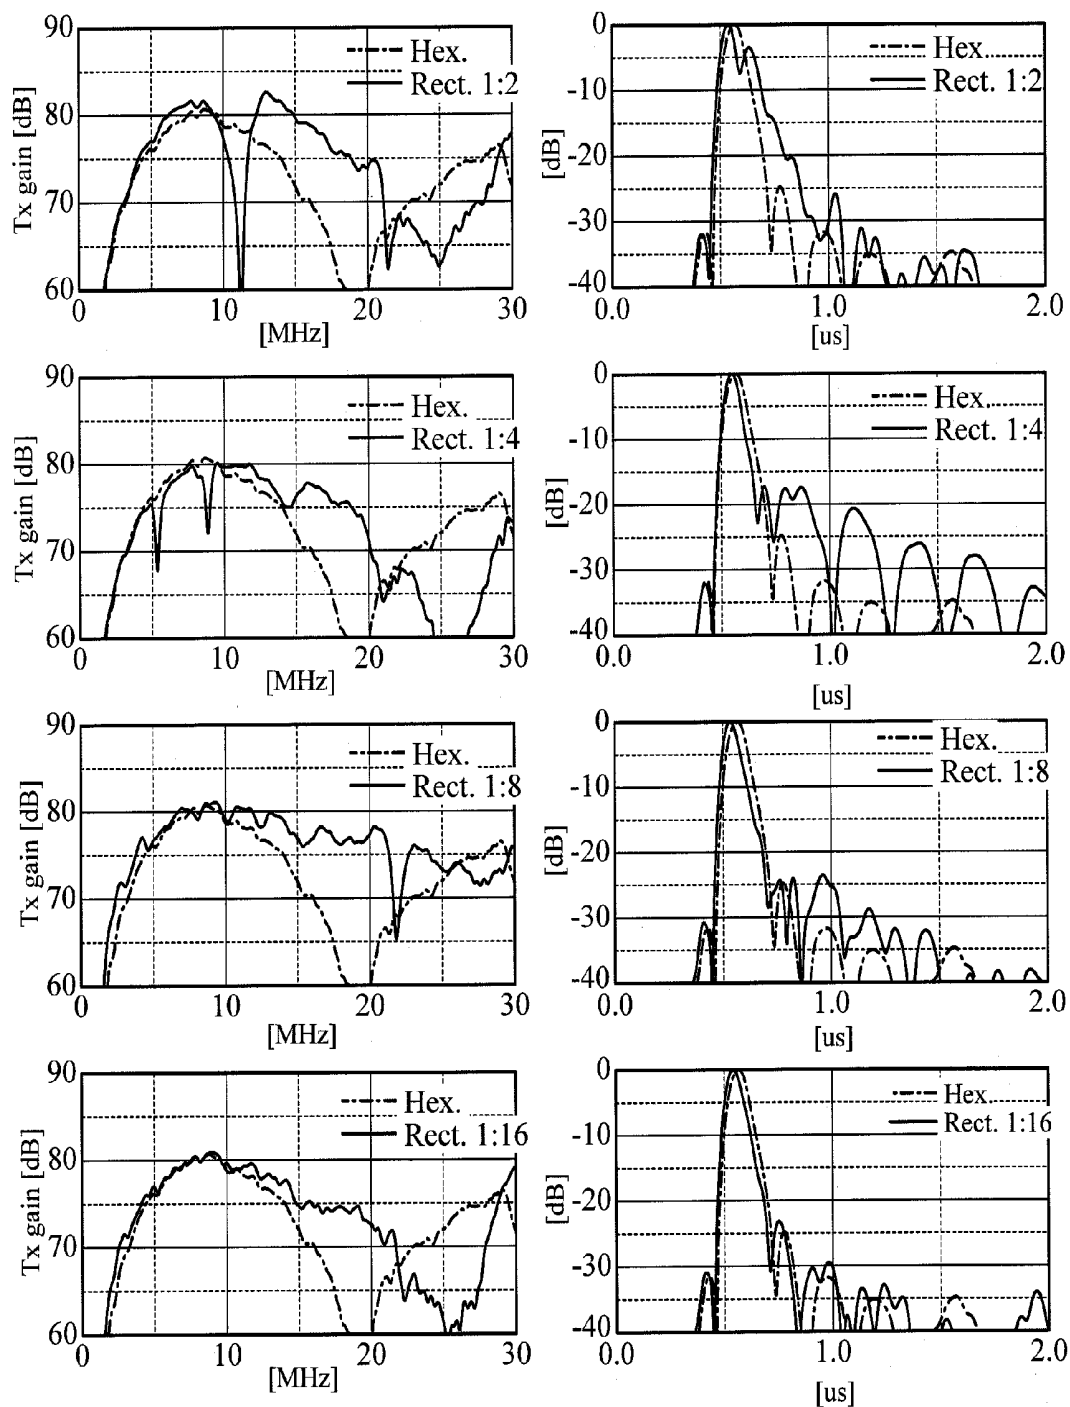 90
80
70
60
Tx gain [dB]
Hex.
Rect. 1:2
0
10
20
30
[MHz]
0
-10
-20
-30
-40
[dB]
Hex.
Rect. 1:2
0.0
1.0
2.0
[us]
90
80
70
60
Tx gain [dB]
Hex.
Rect. 1:4
0
10
20
30
[MHz]
0
-10
-20
-30
-40
[dB]
Hex.
Rect. 1:4
0.0
1.0
2.0
[us]
90
80
70
60
Tx gain [dB]
Hex.
Rect. 1:8
0
10
20
30
[MHz]
0
-10
-20
-30
-40
[dB]
Hex.
Rect. 1:8
0.0
1.0
2.0
[us]
90
80
70
60
Tx gain [dB]
Hex.
Rect. 1:16
0
10
20
30
[MHz]
0
-10
-20
-30
-40
[dB]
Hex.
Rect. 1:16
0.0
1.0
2.0
[us]